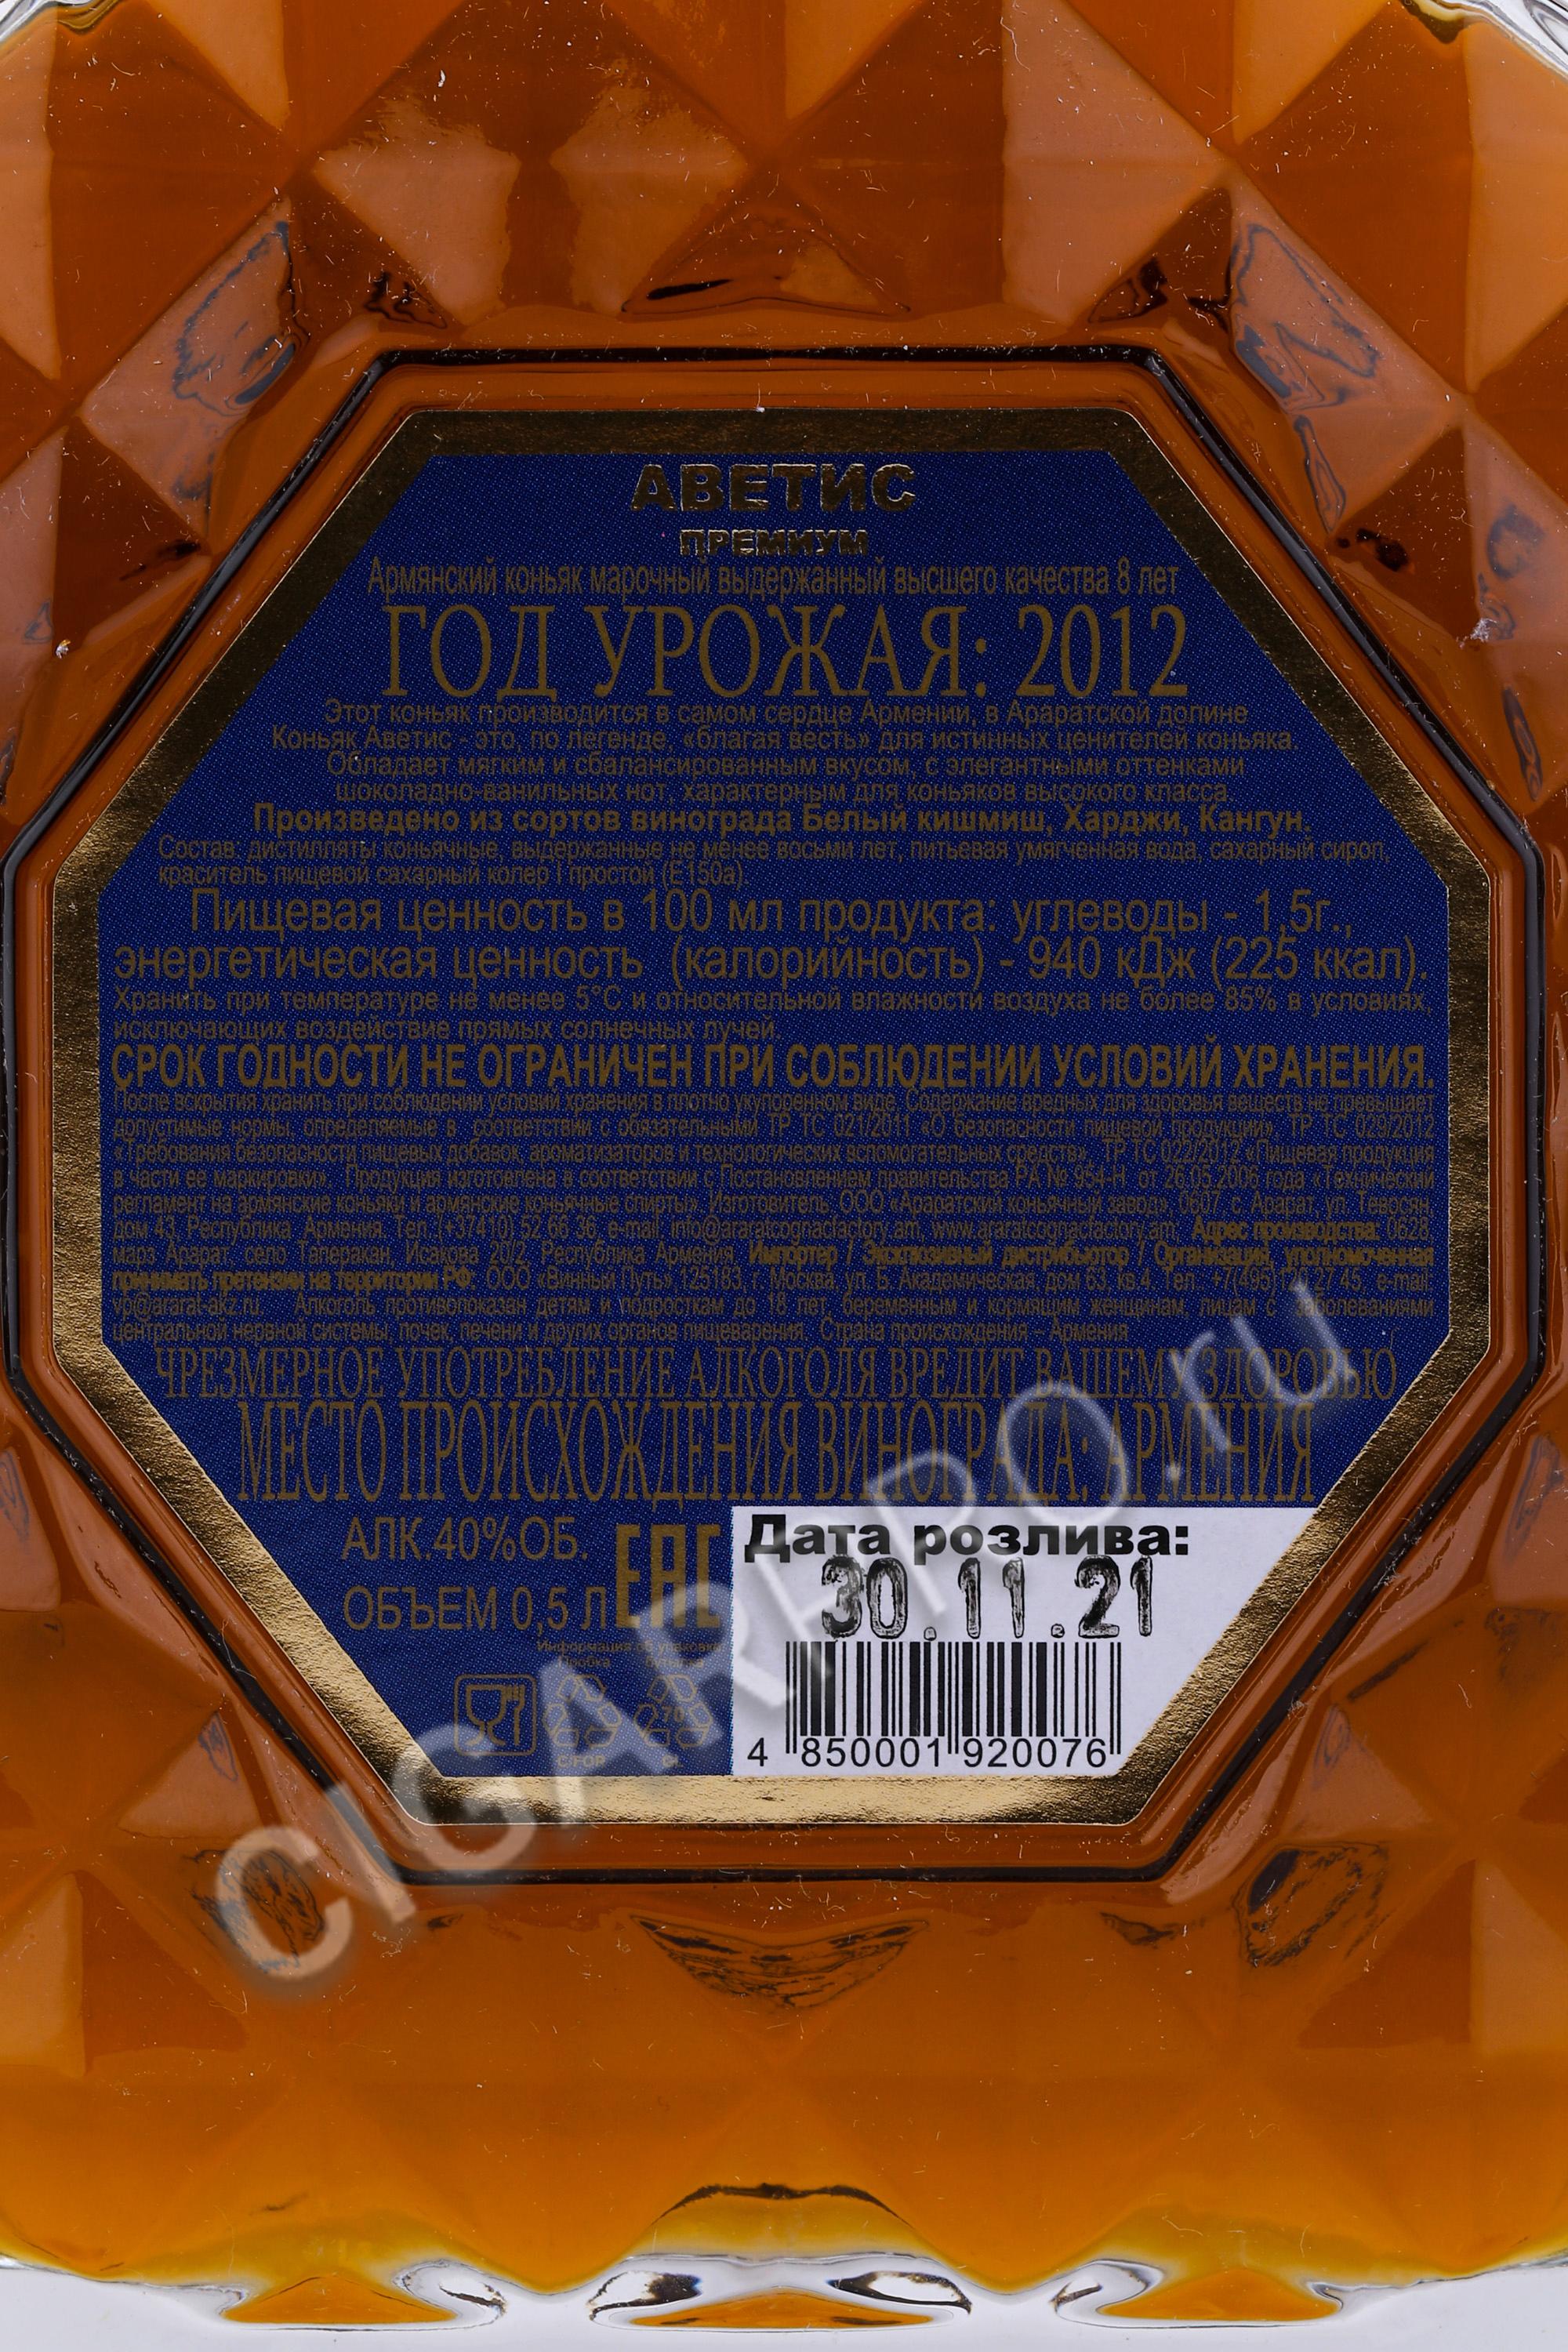 АВЕТИС
ПРЕМИУМ
Армянский коньяк марочный выдержанный высшего качества 8 лет
ГОД УРОЖАЯ: 2012
Этот коньяк производится в самом сердце Армении, в Араратской долине
Коньяк Аветис - это, по легенде, «благая весть» для истинных ценителей коньяка.
Обладает мягким и сбалансированным вкусом, с элегантными оттенками
шоколадно-ванильных нот, характерным для коньяков высокого класса.
Произведено из сортов винограда Белый кишмиш, Харджи, Кангун.
Состав: дистилляты коньячные, выдержанные не менее восьми лет, питьевая умягченная вода, сахарный сироп,
краситель пищевой сахарный колер I простой (Е150а).
Пищевая ценность в 100 мл продукта: углеводы - 1,5г.,
энергетическая ценность (калорийность) - 940 кДж (225 ккал).
Хранить при температуре не менее 5°С и относительной влажности воздуха не более 85% в условиях,
исключающих воздействие прямых солнечных лучей.
СРОК ГОДНОСТИ НЕ ОГРАНИЧЕН ПРИ СОБЛЮДЕНИИ УСЛОВИЙ ХРАНЕНИЯ.
После вскрытия хранить при соблюдении условий хранения в плотно укупоренном виде. Содержание вредных для здоровья веществ не превышает
допустимые нормы, определяемые в соответствии с обязательными ТР ТС 021/2011 «О безопасности пищевой продукции», ТР ТС 029/2012
«Требования безопасности пищевых добавок, ароматизаторов и технологических вспомогательных средств», ТР ТС 022/2012 «Пищевая продукция
в части ее маркировки». Продукция изготовлена в соответствии с Постановлением правительства РА № 954-Н от 26.05.2006 года «Технический
регламент на армянские коньяки и армянские коньячные спирты». Изготовитель: ООО «Араратский коньячный завод», 0607, с. Арарат, ул. Тевосян,
дом 43, Республика Армения. Тел.:(+37410) 52 66 36, e-mail: info@araratcognacfactory.am, www.araratcognacfactory.am. Адрес производства: 0628,
марз Арарат, село Таперакан, Исакова 20/2, Республика Армения. Импортер / Эксклюзивный дистрибьютор / Организация, уполномоченная
принимать претензии на территории РФ: ООО «Винный Путь» 125183, г. Москва, ул. Б. Академическая, дом 63, кв.4. Тел.: +7(495) 27 45, e-mail:
vp@ararat-akz.ru. Алкоголь противопоказан детям и подросткам до 18 лет, беременным и кормящим женщинам, лицам с заболеваниями
центральной нервной системы, почек, печени и других органов пищеварения. Страна происхождения – Армения
ЧРЕЗМЕРНОЕ УПОТРЕБЛЕНИЕ АЛКОГОЛЯ ВРЕДИТ ВАШЕМУ ЗДОРОВЬЮ
МЕСТО ПРОИСХОЖДЕНИЯ ВИНОГРАДА: АРМЕНИЯ
АЛК.40%ОБ.
ОБЪЕМ 0,5 Л
ЕАС
Дата розлива:
30.11.21
Информация об упаковке:
Пробка Бутылка
70
C/FOR GL
4 850001 920076
CIGARPRO.ru